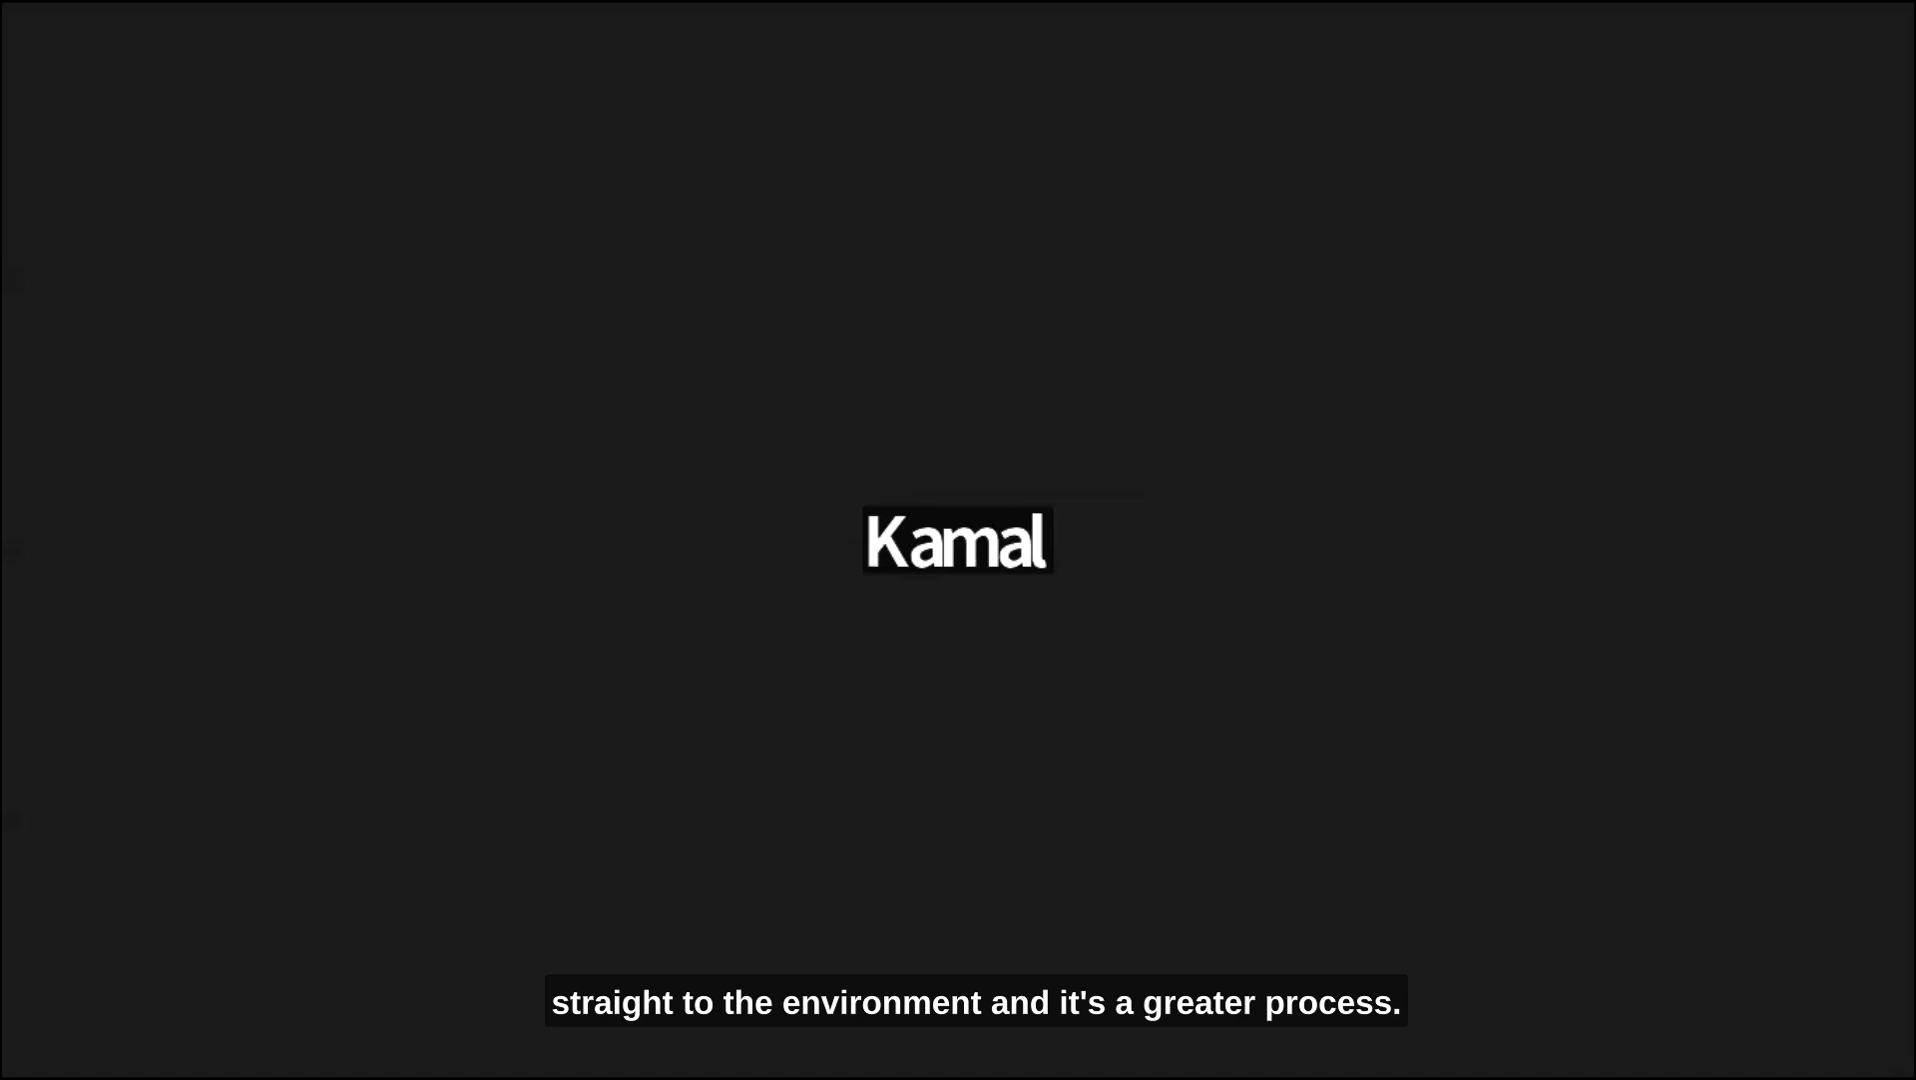 Kamal
straight to the environment and it's a greater process.